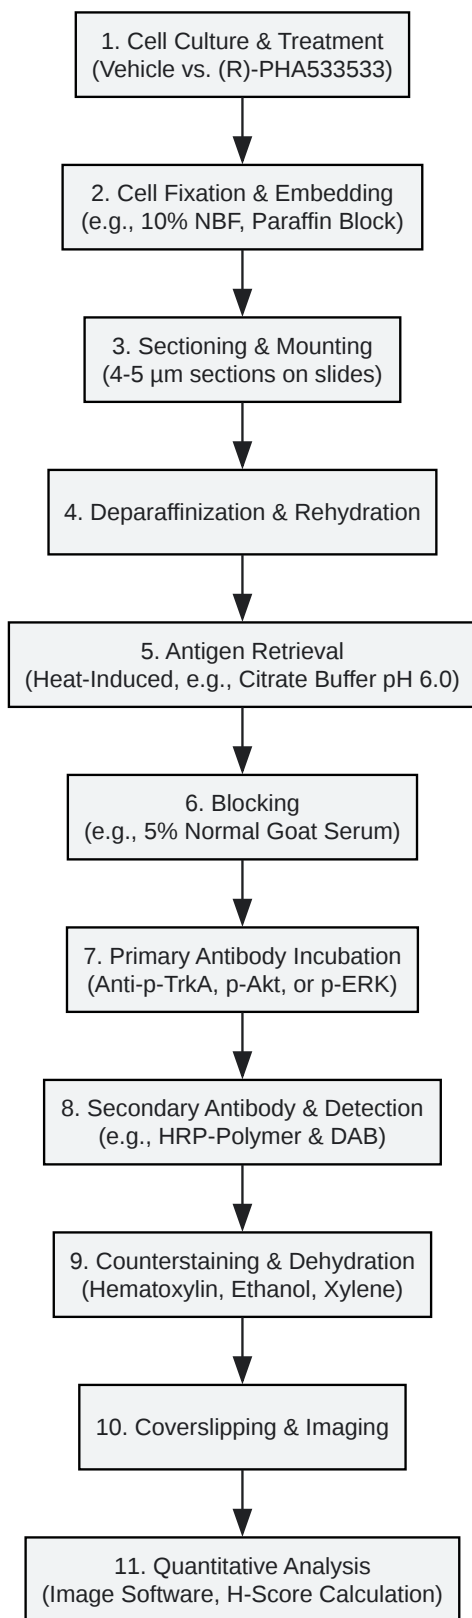 1. Cell Culture & Treatment
(Vehicle vs. (R)-PHA533533)
2. Cell Fixation & Embedding
(e.g., 10% NBF, Paraffin Block)
3. Sectioning & Mounting
(4-5 µm sections on slides)
4. Deparaffinization & Rehydration
5. Antigen Retrieval
(Heat-Induced, e.g., Citrate Buffer pH 6.0)
6. Blocking
(e.g., 5% Normal Goat Serum)
7. Primary Antibody Incubation
(Anti-p-TrkA, p-Akt, or p-ERK)
8. Secondary Antibody & Detection
(e.g., HRP-Polymer & DAB)
9. Counterstaining & Dehydration
(Hematoxylin, Ethanol, Xylene)
10. Coverslipping & Imaging
11. Quantitative Analysis
(Image Software, H-Score Calculation)